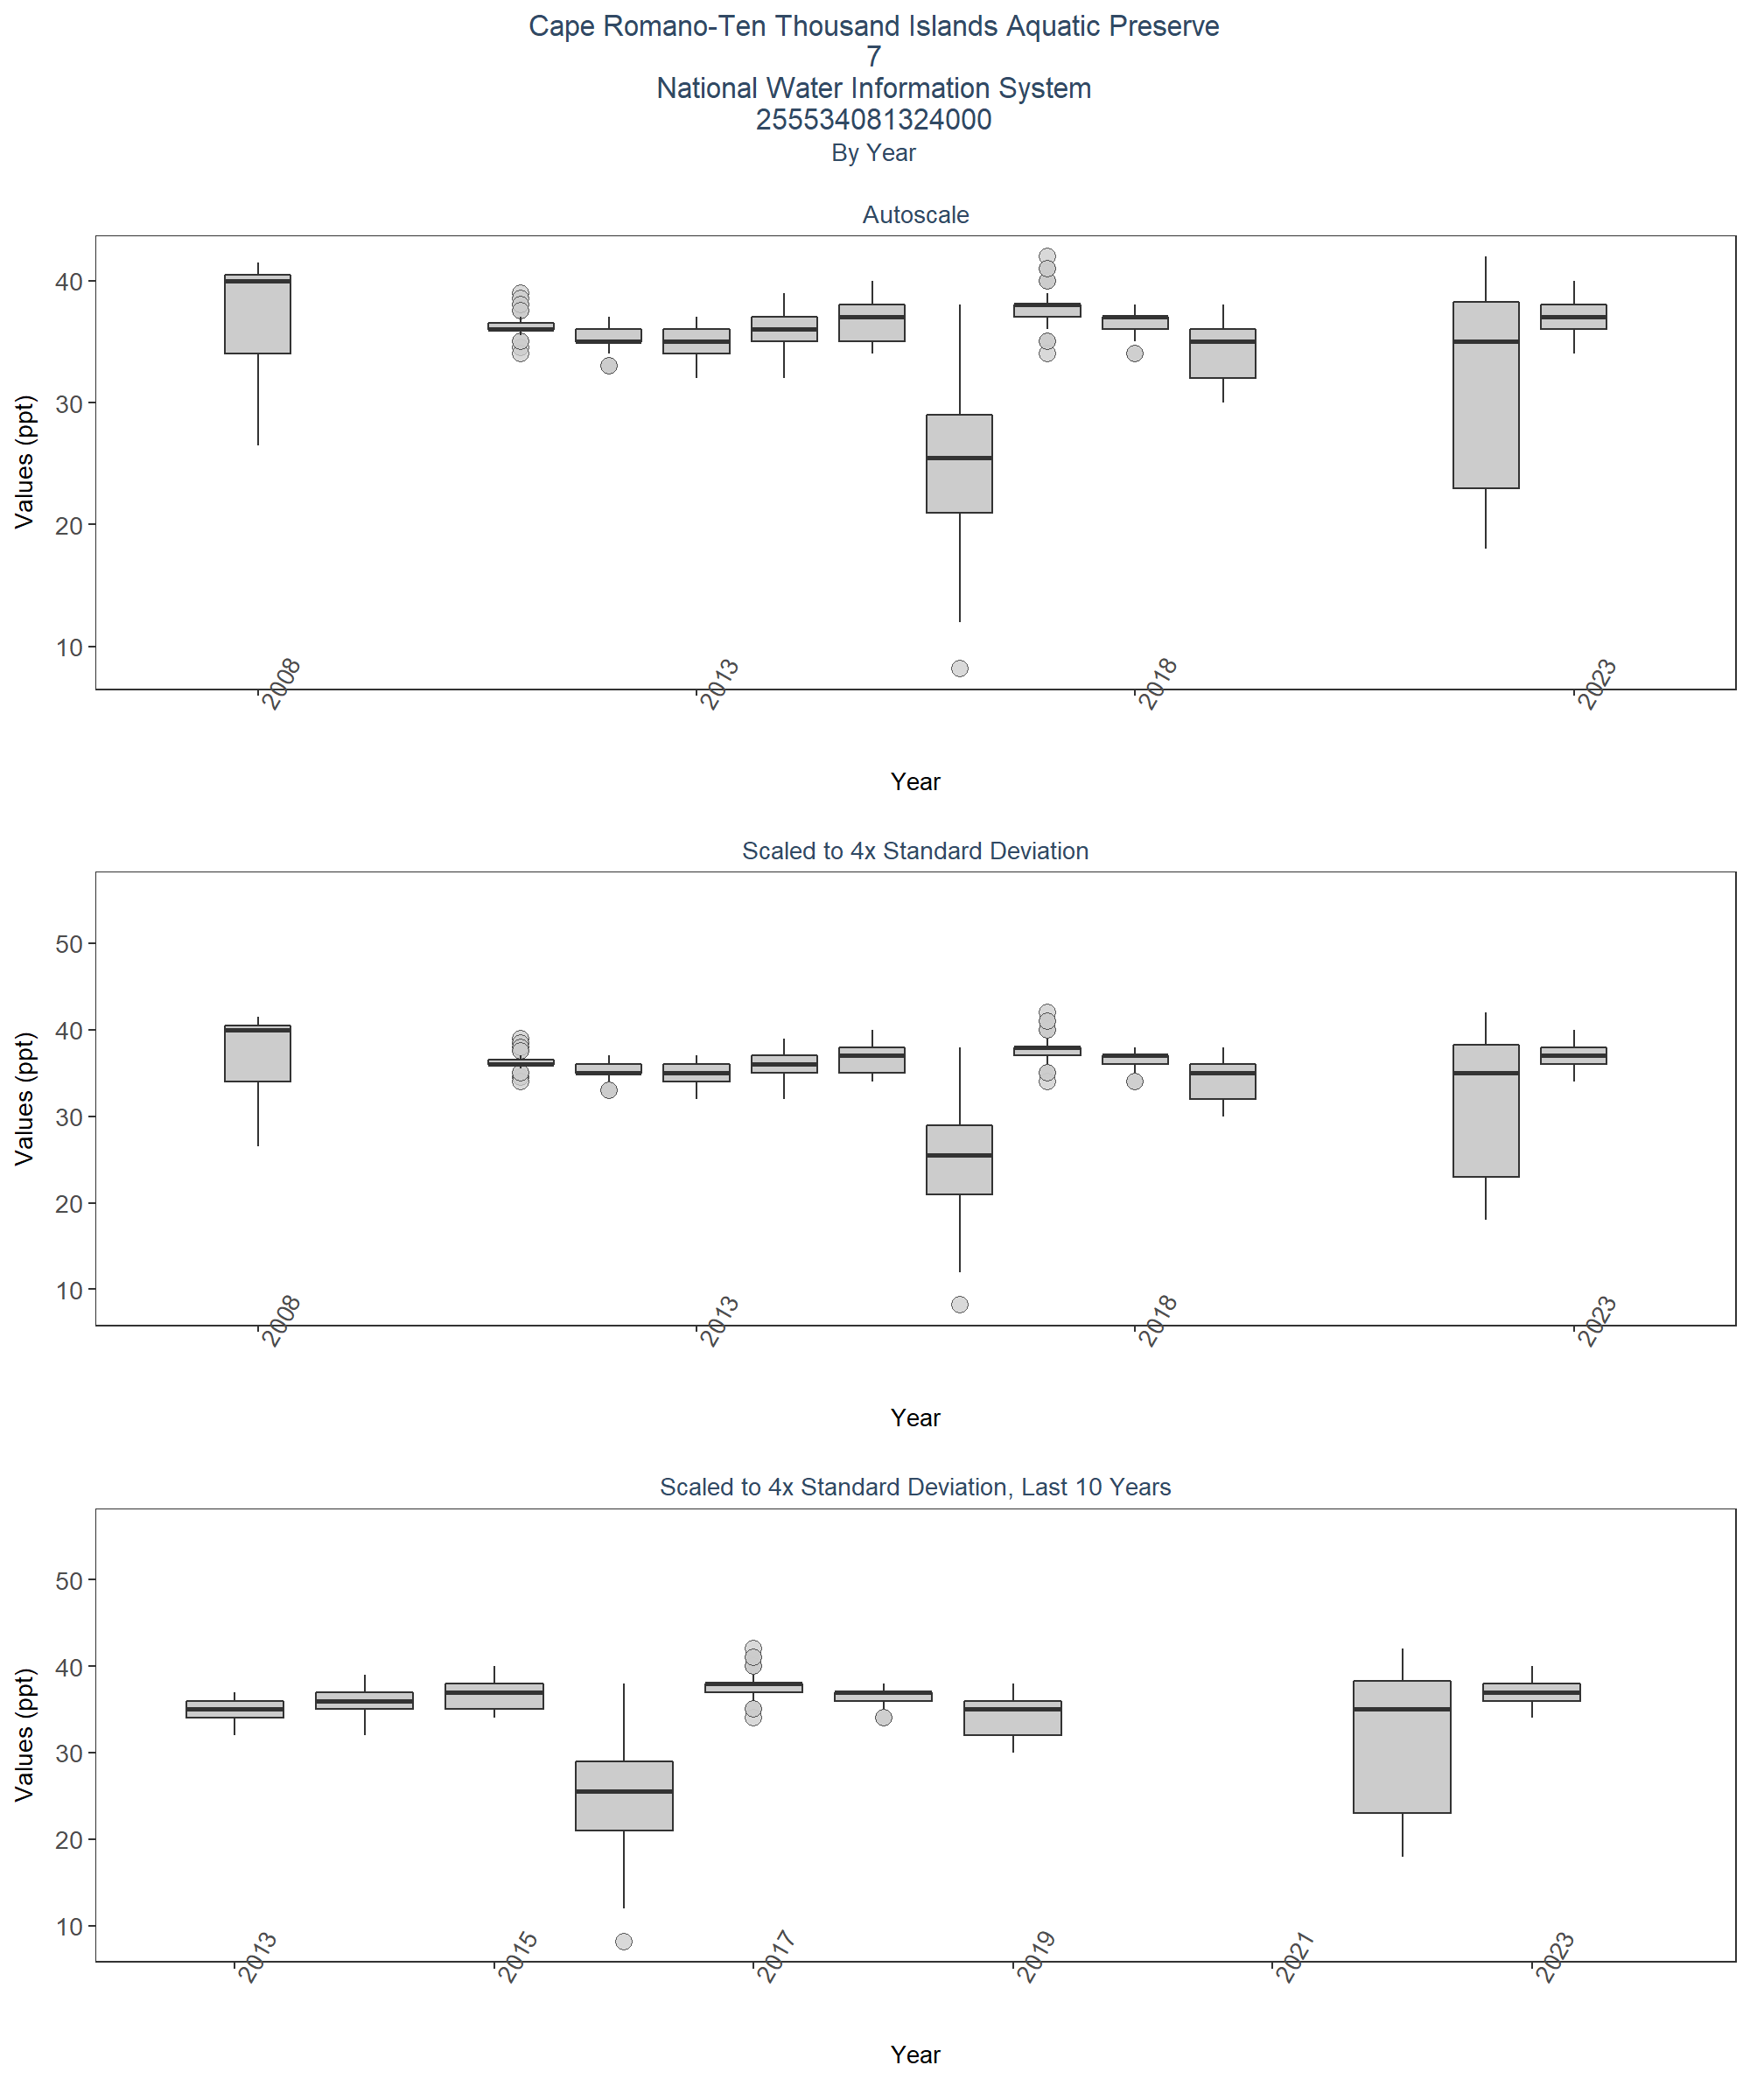 Cape Romano-Ten Thousand Islands Aquatic Preserve
7
National Water Information System
255534081324000
By Year
Autoscale
Values (ppt)
40
30
20
10
2008
2013
2018
2023
Year
Scaled to 4x Standard Deviation
Values (ppt)
50
40
30
20
10
2008
2013
2018
2023
Year
Scaled to 4x Standard Deviation, Last 10 Years
Values (ppt)
50
40
30
20
10
2013
2015
2017
2019
2021
2023
Year